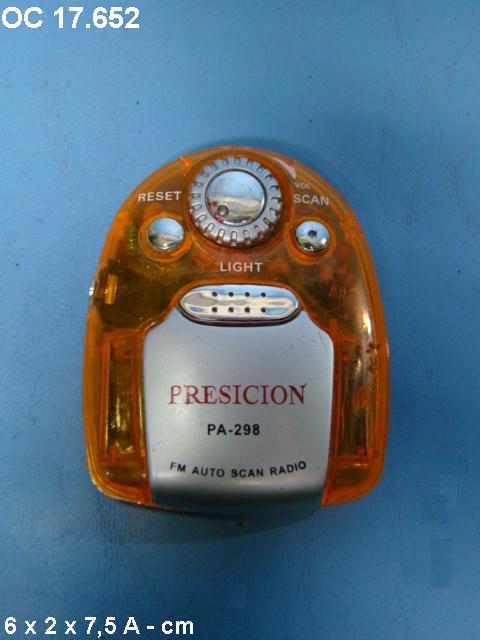 OC 17.652
VOL
RESET
SCAN
LIGHT
PRESICION
PA-298
FM AUTO SCAN RADIO
6 x 2 x 7,5 A - cm